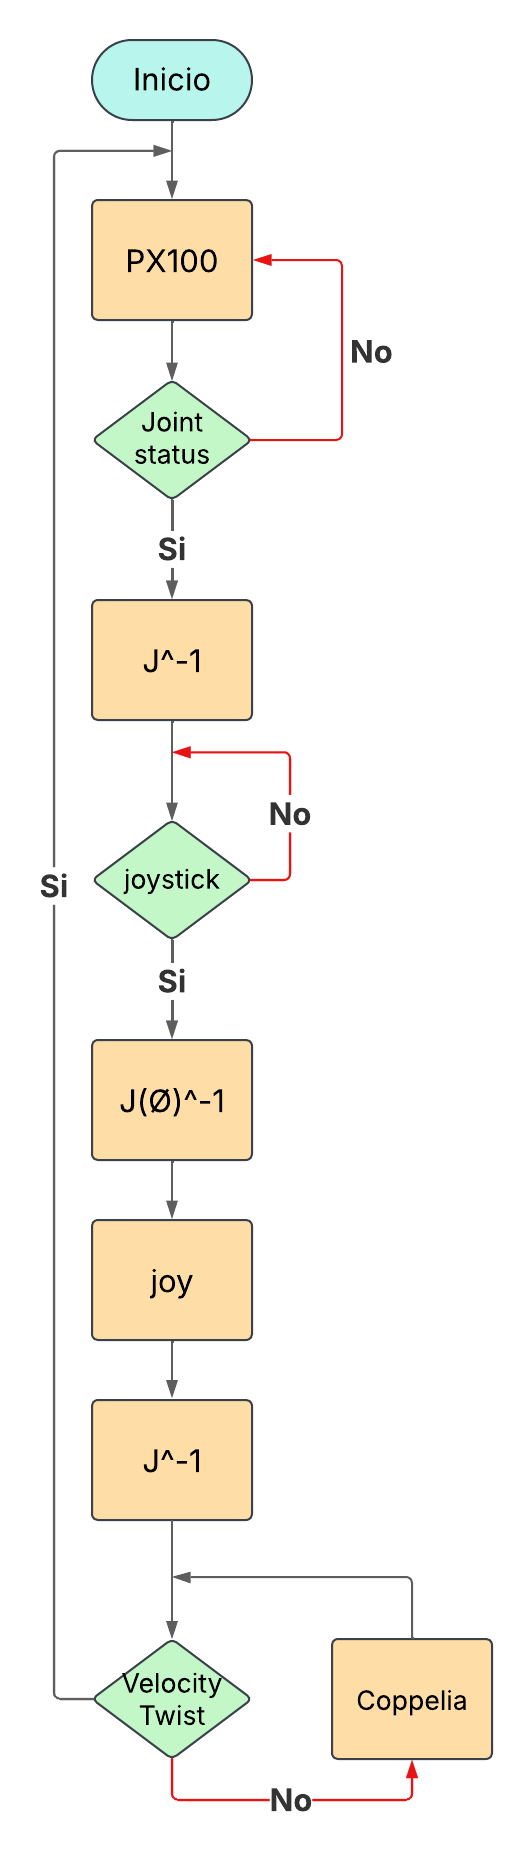 Inicio
PX100
No
Joint
status
Si
J^-1
No
joystick
Si
Si
J(Ø)^-1
joy
J^-1
Velocity
Twist
Coppelia
No